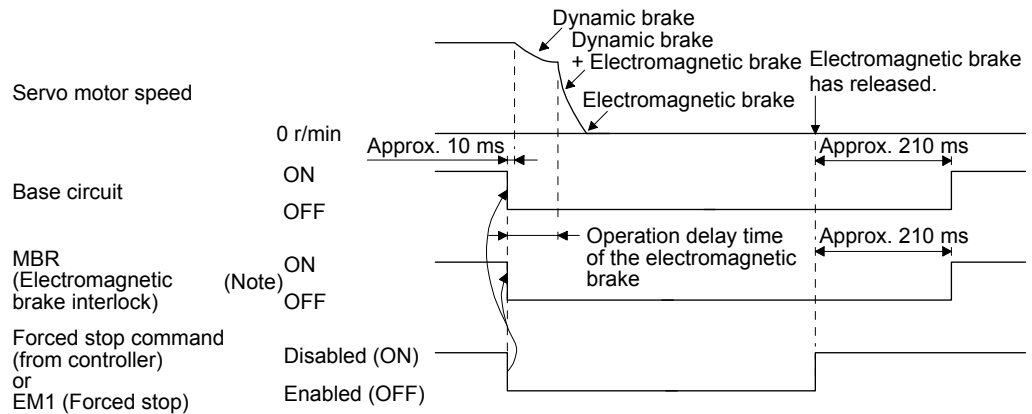 Dynamic brake
Dynamic brake
+ Electromagnetic brake
Electromagnetic brake
has released.
Servo motor speed
Electromagnetic brake
0 r/min
Approx. 10 ms
Approx. 210 ms
Base circuit
ON
OFF
Operation delay time
of the electromagnetic
brake
Approx. 210 ms
MBR
(Electromagnetic
brake interlock)
(Note)
ON
OFF
Forced stop command
(from controller)
or
EM1 (Forced stop)
Disabled (ON)
Enabled (OFF)